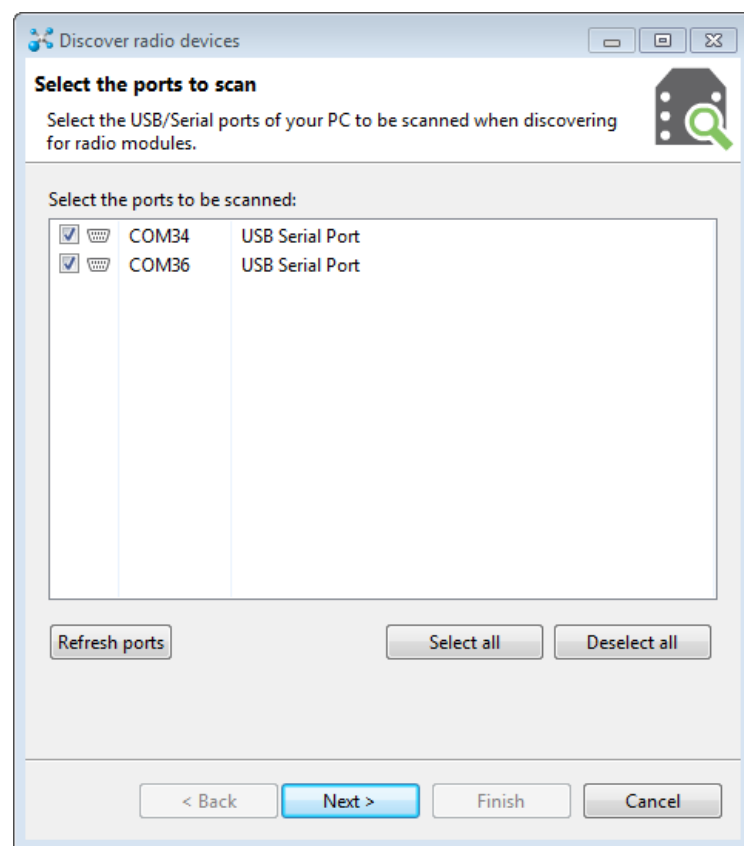 Discover radio devices
Select the ports to scan
Select the USB/Serial ports of your PC to be scanned when discovering
for radio modules.
Select the ports to be scanned:
COM34 USB Serial Port
COM36 USB Serial Port
Refresh ports Select all Deselect all
< Back Next > Finish Cancel